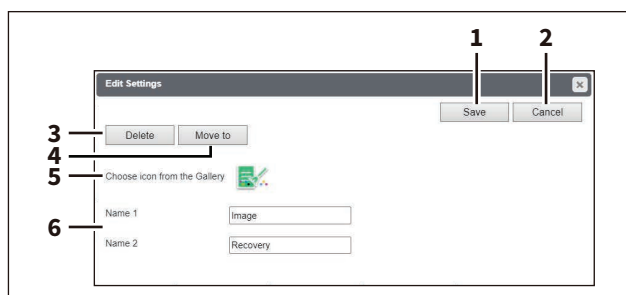 1 2
Edit Settings
Save Cancel
3 Delete Move to
4
5 Choose icon from the Gallery
Name 1 Image
6
Name 2 Recovery